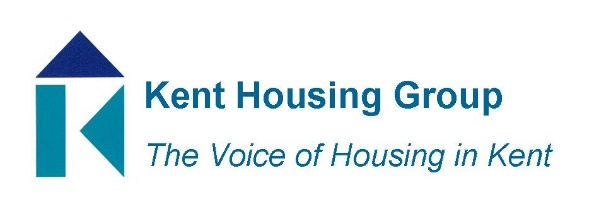 Kent Housing Group
The Voice of Housing in Kent